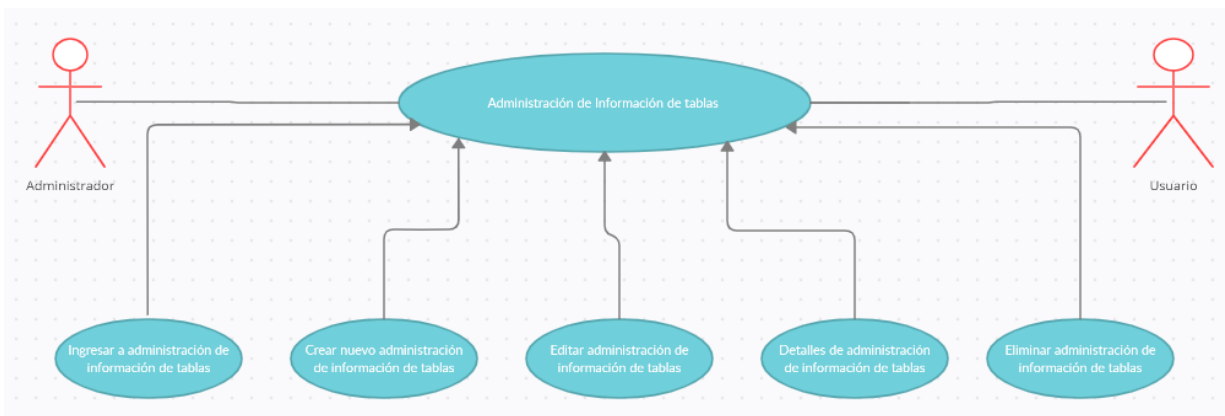 Administración de Información de tablas
Administrador
Usuario
Ingresar a administración de
información de tablas
Crear nuevo administración
de información de tablas
Editar administración de
información de tablas
Detalles de administración
de información de tablas
Eliminar administración de
información de tablas